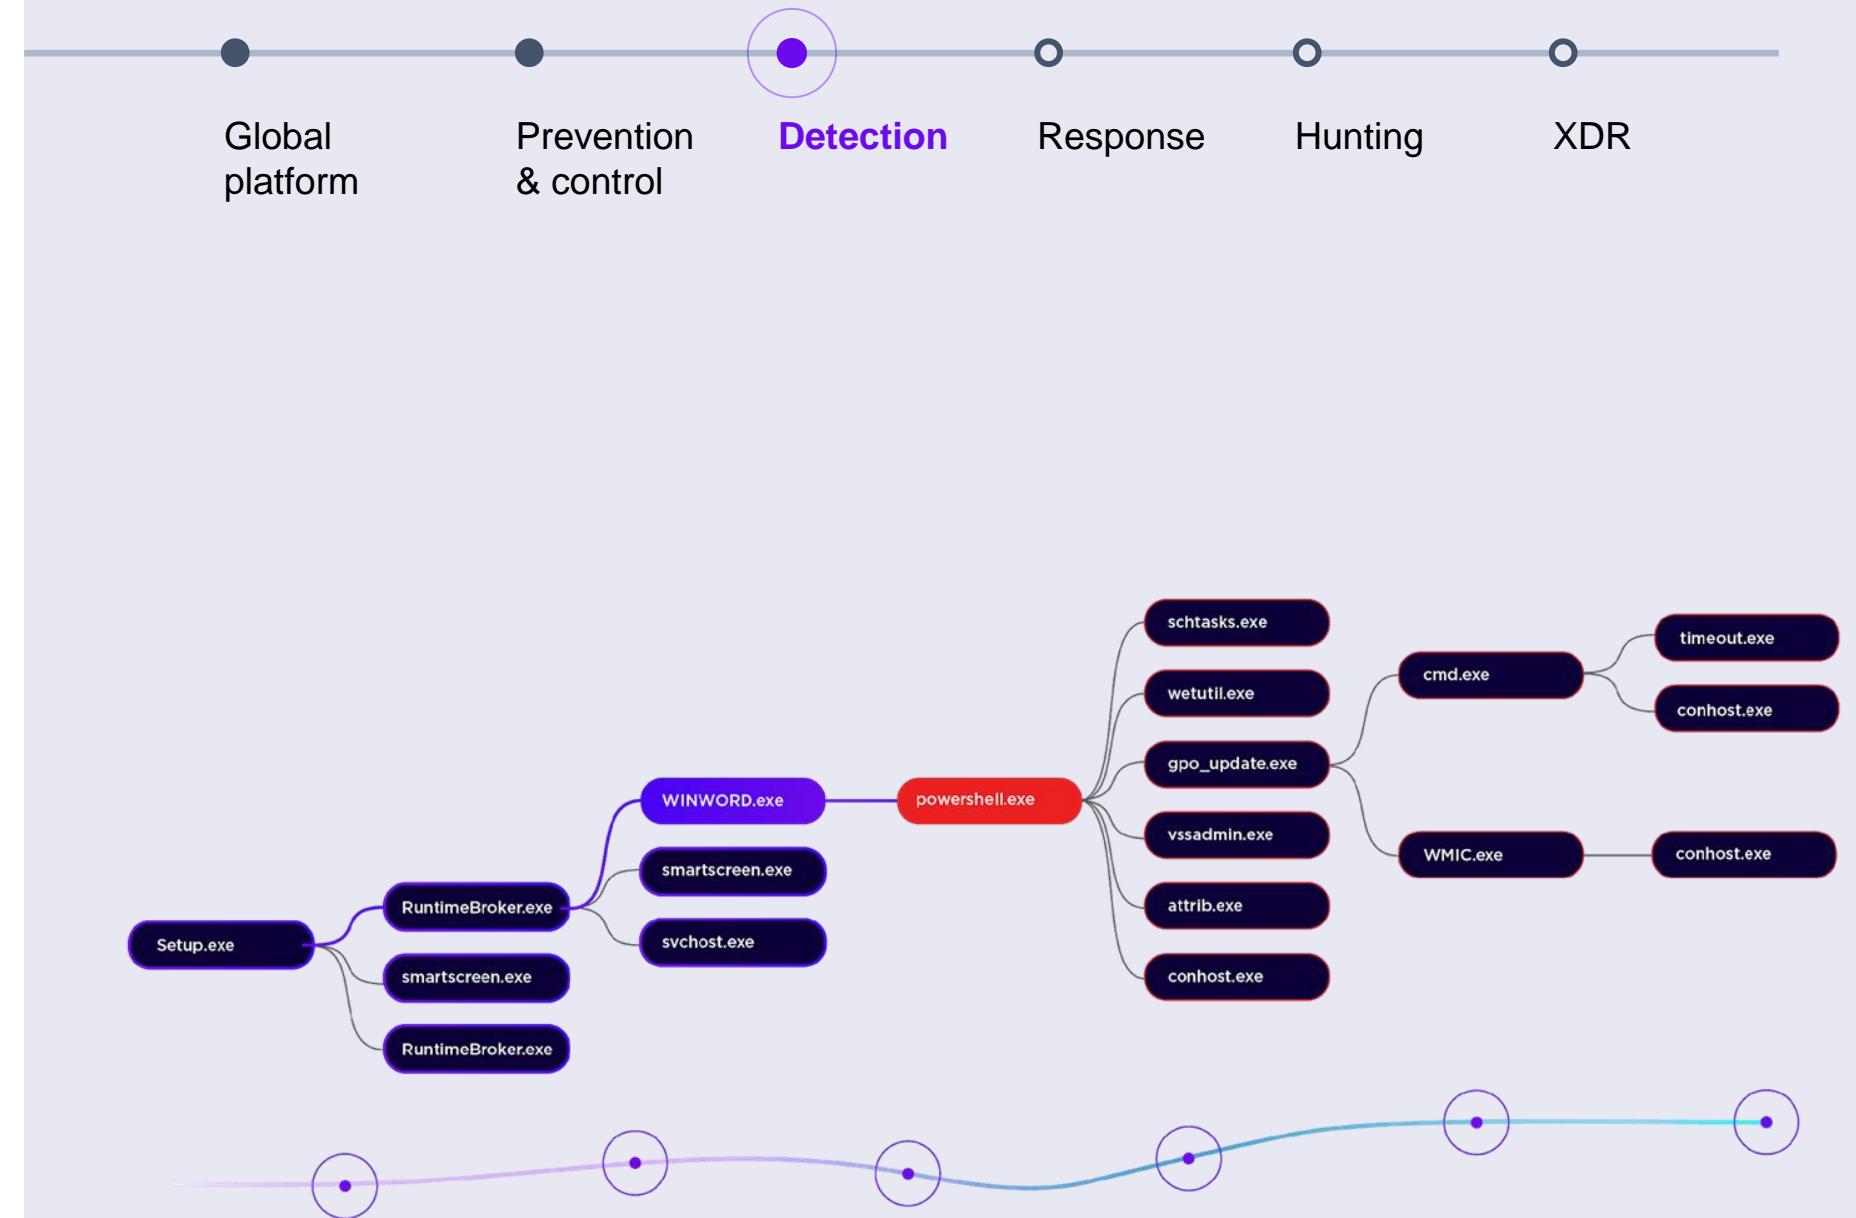 Global
platform
Prevention
& control
Detection
Response
Hunting
XDR
schtasks.exe
timeout.exe
cmd.exe
wetutil.exe
conhost.exe
gpo_update.exe
WINWORD.exe
powershell.exe
vssadmin.exe
WMIC.exe
conhost.exe
smartscreen.exe
attrib.exe
RuntimeBroker.exe
Setup.exe
svchost.exe
smartscreen.exe
conhost.exe
RuntimeBroker.exe